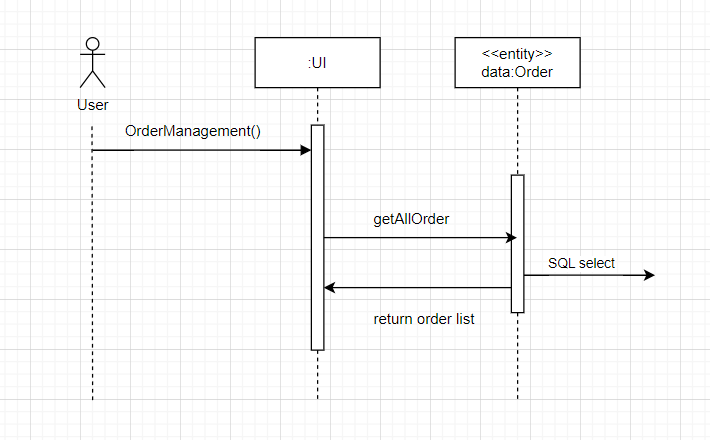 :UI
<<entity>>
data:Order
User
OrderManagement()
getAllOrder
SQL select
return order list